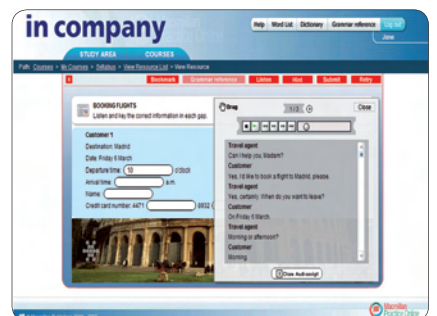 in company
Help Word List Dictionary Grammar reference Log out
Jane
STUDY AREA COURSES
Path: Courses » My Courses » Syllabus » View Resource List » View Resource
Bookmark Grammar reference Listen Hint Submit Retry
BOOKING FLIGHTS
Listen and key the correct information in each gap.
Customer 1
Destination: Madrid
Date: Friday 6 March
Departure time: 10 o'clock
Arrival time: a.m.
Name:
Credit card number: 4471 8932
Drag 1/3 Close
Travel agent
Can I help you, Madam?
Customer
Yes, I'd like to book a flight to Madrid, please.
Travel agent
Yes, certainly. When do you want to leave?
Customer
On Friday 6 March.
Travel agent
Morning or afternoon?
Customer
Morning.
Close Audioscript
Macmillan
Practice Online